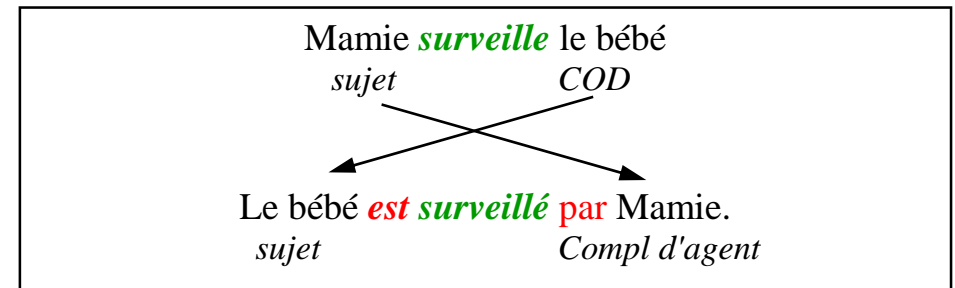 Mamie surveille le bébé
sujet COD
Le bébé est surveillé par Mamie.
sujet Compl d'agent